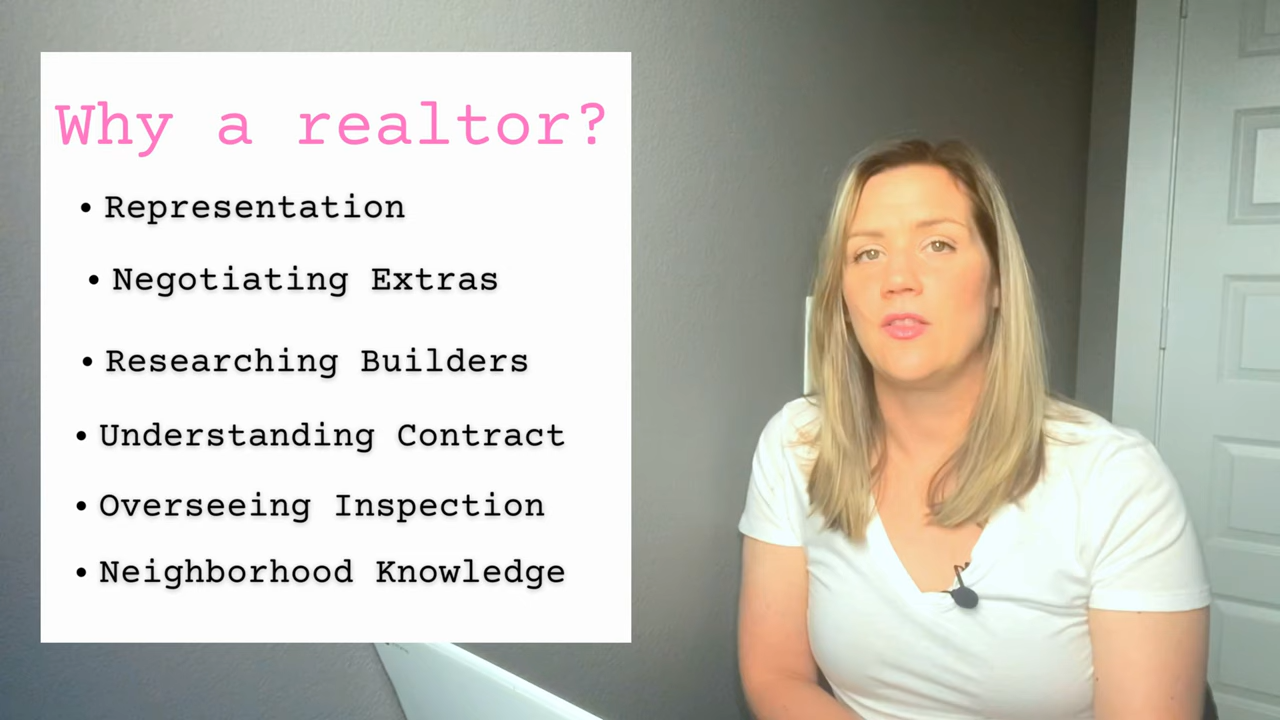 Why a realtor?
• Representation
• Negotiating Extras
• Researching Builders
• Understanding Contract
• Overseeing Inspection
• Neighborhood Knowledge